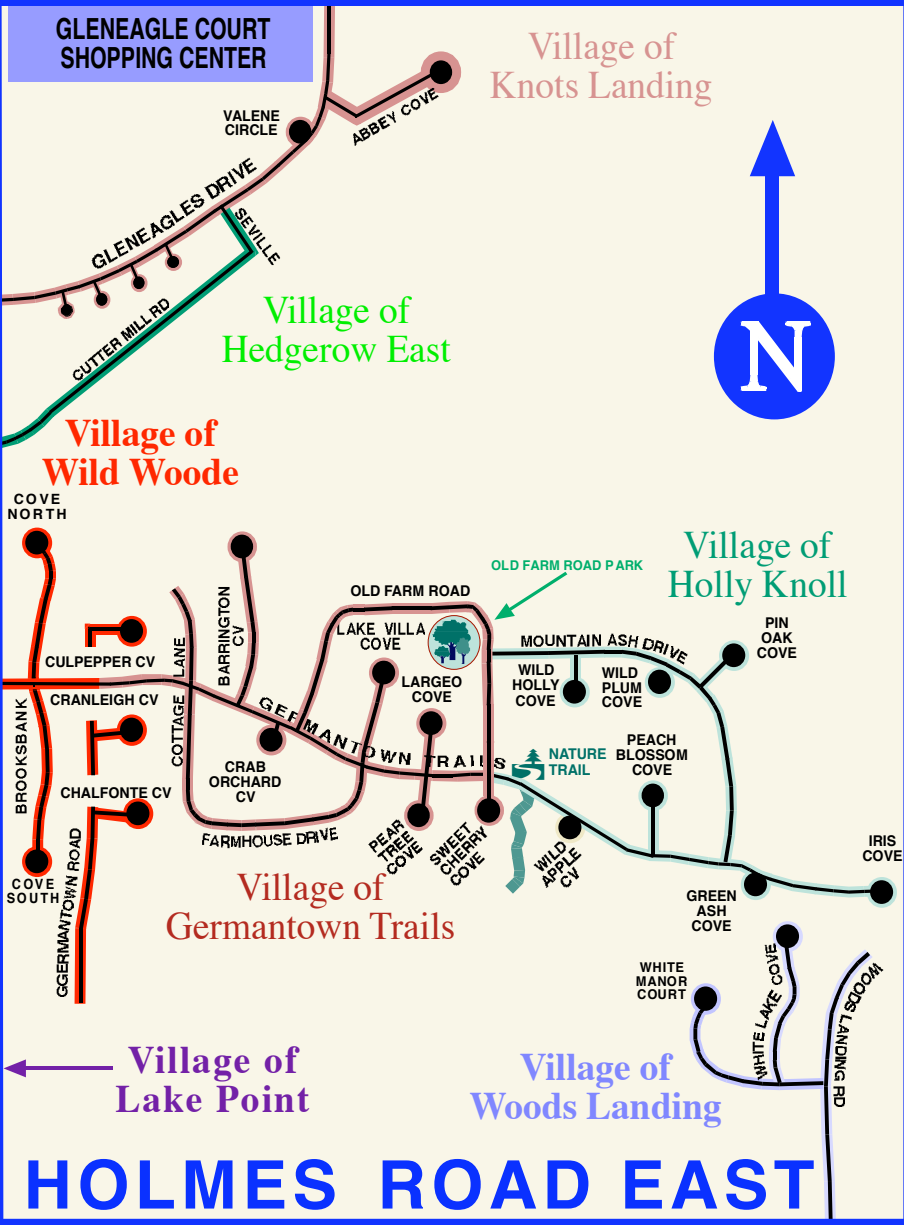 GLENEAGLE COURT
SHOPPING CENTER
Village of
Knots Landing
VALENE
CIRCLE
ABBEY COVE
GLENEAGLES DRIVE
SEVILLE
CUTTER MILL RD
Village of
Hedgerow East
N
Village of
Wild Woode
COVE
NORTH
Village of
Holly Knoll
OLD FARM ROAD PARK
OLD FARM ROAD
BARRINGTON
CV
LAKE VILLA
COVE
MOUNTAIN ASH DRIVE
PIN
OAK
COVE
CULPEPPER CV
COTTAGE LANE
LARGEO
COVE
WILD
HOLLY
COVE
WILD
PLUM
COVE
CRANLEIGH CV
BROOKSBANK
GERMANTOWN TRAILS
CRAB
ORCHARD
CV
NATURE
TRAIL
PEACH
BLOSSOM
COVE
CHALFONTE CV
FARMHOUSE DRIVE
PEAR
TREE
COVE
SWEET
CHERRY
COVE
WILD
APPLE
CV
IRIS
COVE
COVE
SOUTH
GGERMANTOWN ROAD
Village of
Germantown Trails
GREEN
ASH
COVE
WHITE
MANOR
COURT
WHITE LAKE COVE
WOODS LANDING RD
Village of
Lake Point
Village of
Woods Landing
HOLMES ROAD EAST